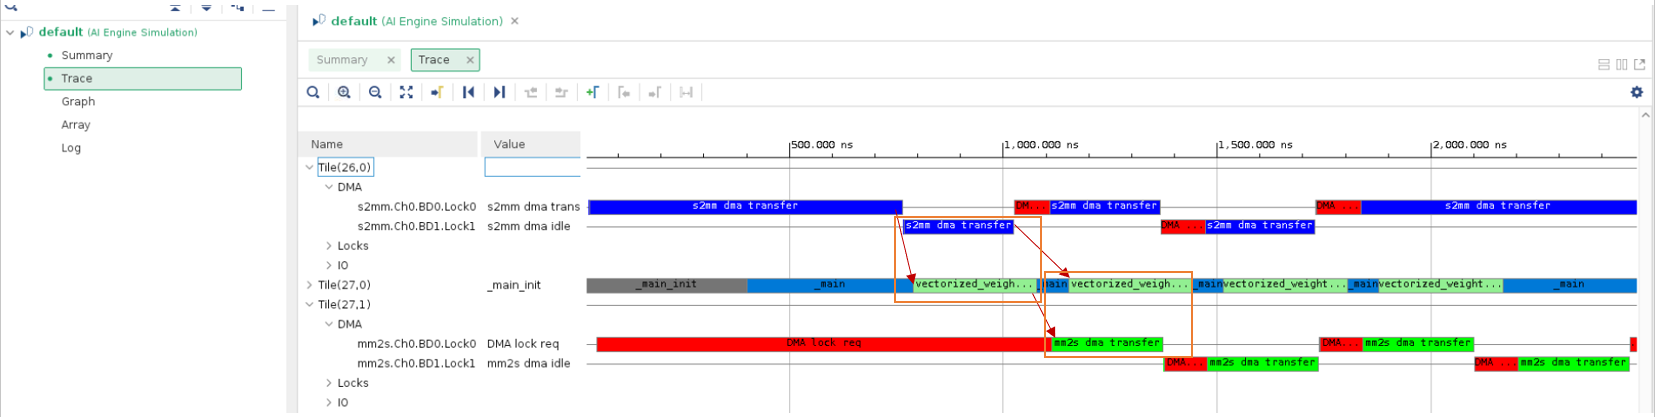 default (AI Engine Simulation)
Summary
Trace
Graph
Array
Log
default (AI Engine Simulation)
Summary Trace
Name Value 500.000 ns 1,000.000 ns 1,500.000 ns 2,000.000 ns
Tile(26,0)
DMA
s2mm.Ch0.BD0.Lock0 s2mm dma trans s2mm dma transfer DM... s2mm dma transfer DMA ... s2mm dma transfer
s2mm.Ch0.BD1.Lock1 s2mm dma idle s2mm dma transfer DMA ... s2mm dma transfer
Locks
IO
Tile(27,0) _main_init _main_init _main vectorized_weigh... _main vectorized_weigh... _main vectorized_weight... _main vectorized_weight... _main
Tile(27,1)
DMA
mm2s.Ch0.BD0.Lock0 DMA lock req DMA lock req mm2s dma transfer DMA... mm2s dma transfer
mm2s.Ch0.BD1.Lock1 mm2s dma idle DMA... mm2s dma transfer DMA ... mm2s dma transfer
Locks
IO